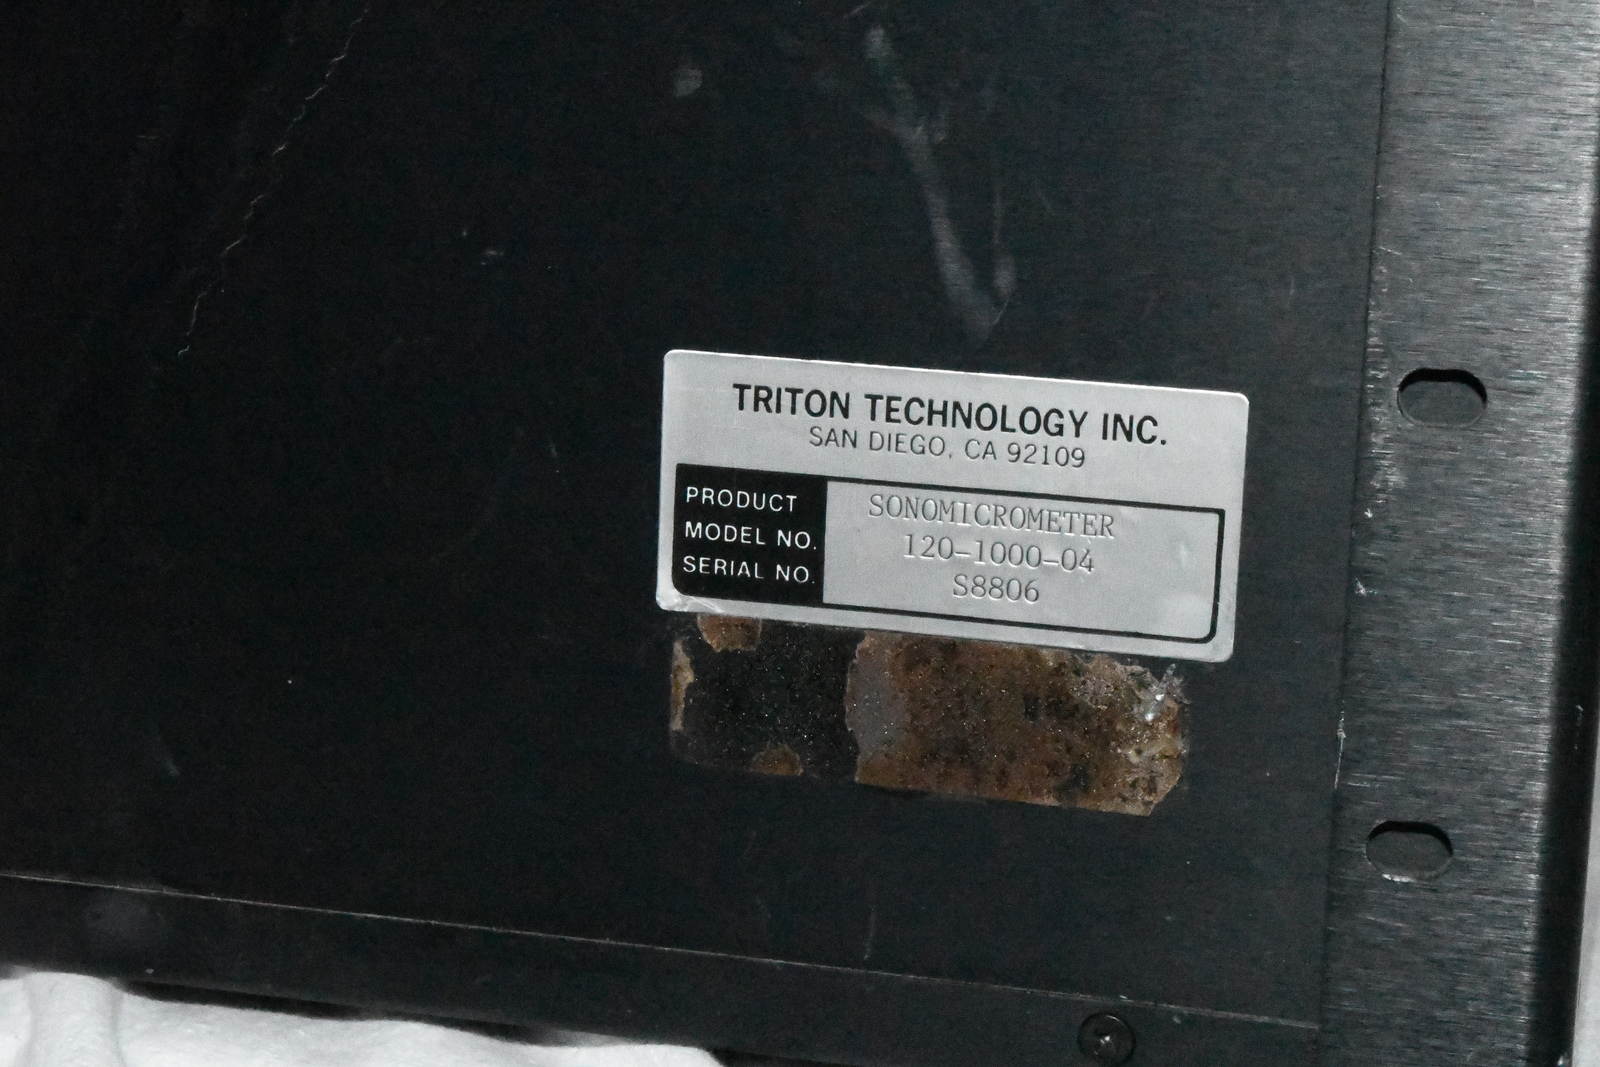 TRITON TECHNOLOGY INC.
SAN DIEGO, CA 92109
PRODUCT SONOMICROMETER
MODEL NO. 120-1000-04
SERIAL NO. S8806